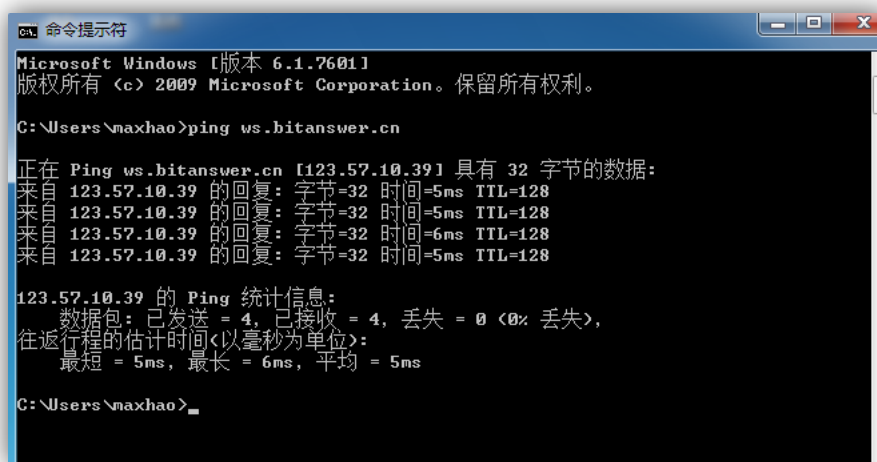 命令提示符
Microsoft Windows [版本 6.1.7601]
版权所有 (c) 2009 Microsoft Corporation。保留所有权利。
C:\Users\maxhao>ping ws.bitanswer.cn
正在 Ping ws.bitanswer.cn [123.57.10.39] 具有 32 字节的数据:
来自 123.57.10.39 的回复: 字节=32 时间=5ms TTL=128
来自 123.57.10.39 的回复: 字节=32 时间=5ms TTL=128
来自 123.57.10.39 的回复: 字节=32 时间=6ms TTL=128
来自 123.57.10.39 的回复: 字节=32 时间=5ms TTL=128
123.57.10.39 的 Ping 统计信息:
数据包: 已发送 = 4, 已接收 = 4, 丢失 = 0 (0% 丢失),
往返行程的估计时间(以毫秒为单位):
最短 = 5ms, 最长 = 6ms, 平均 = 5ms
C:\Users\maxhao>_